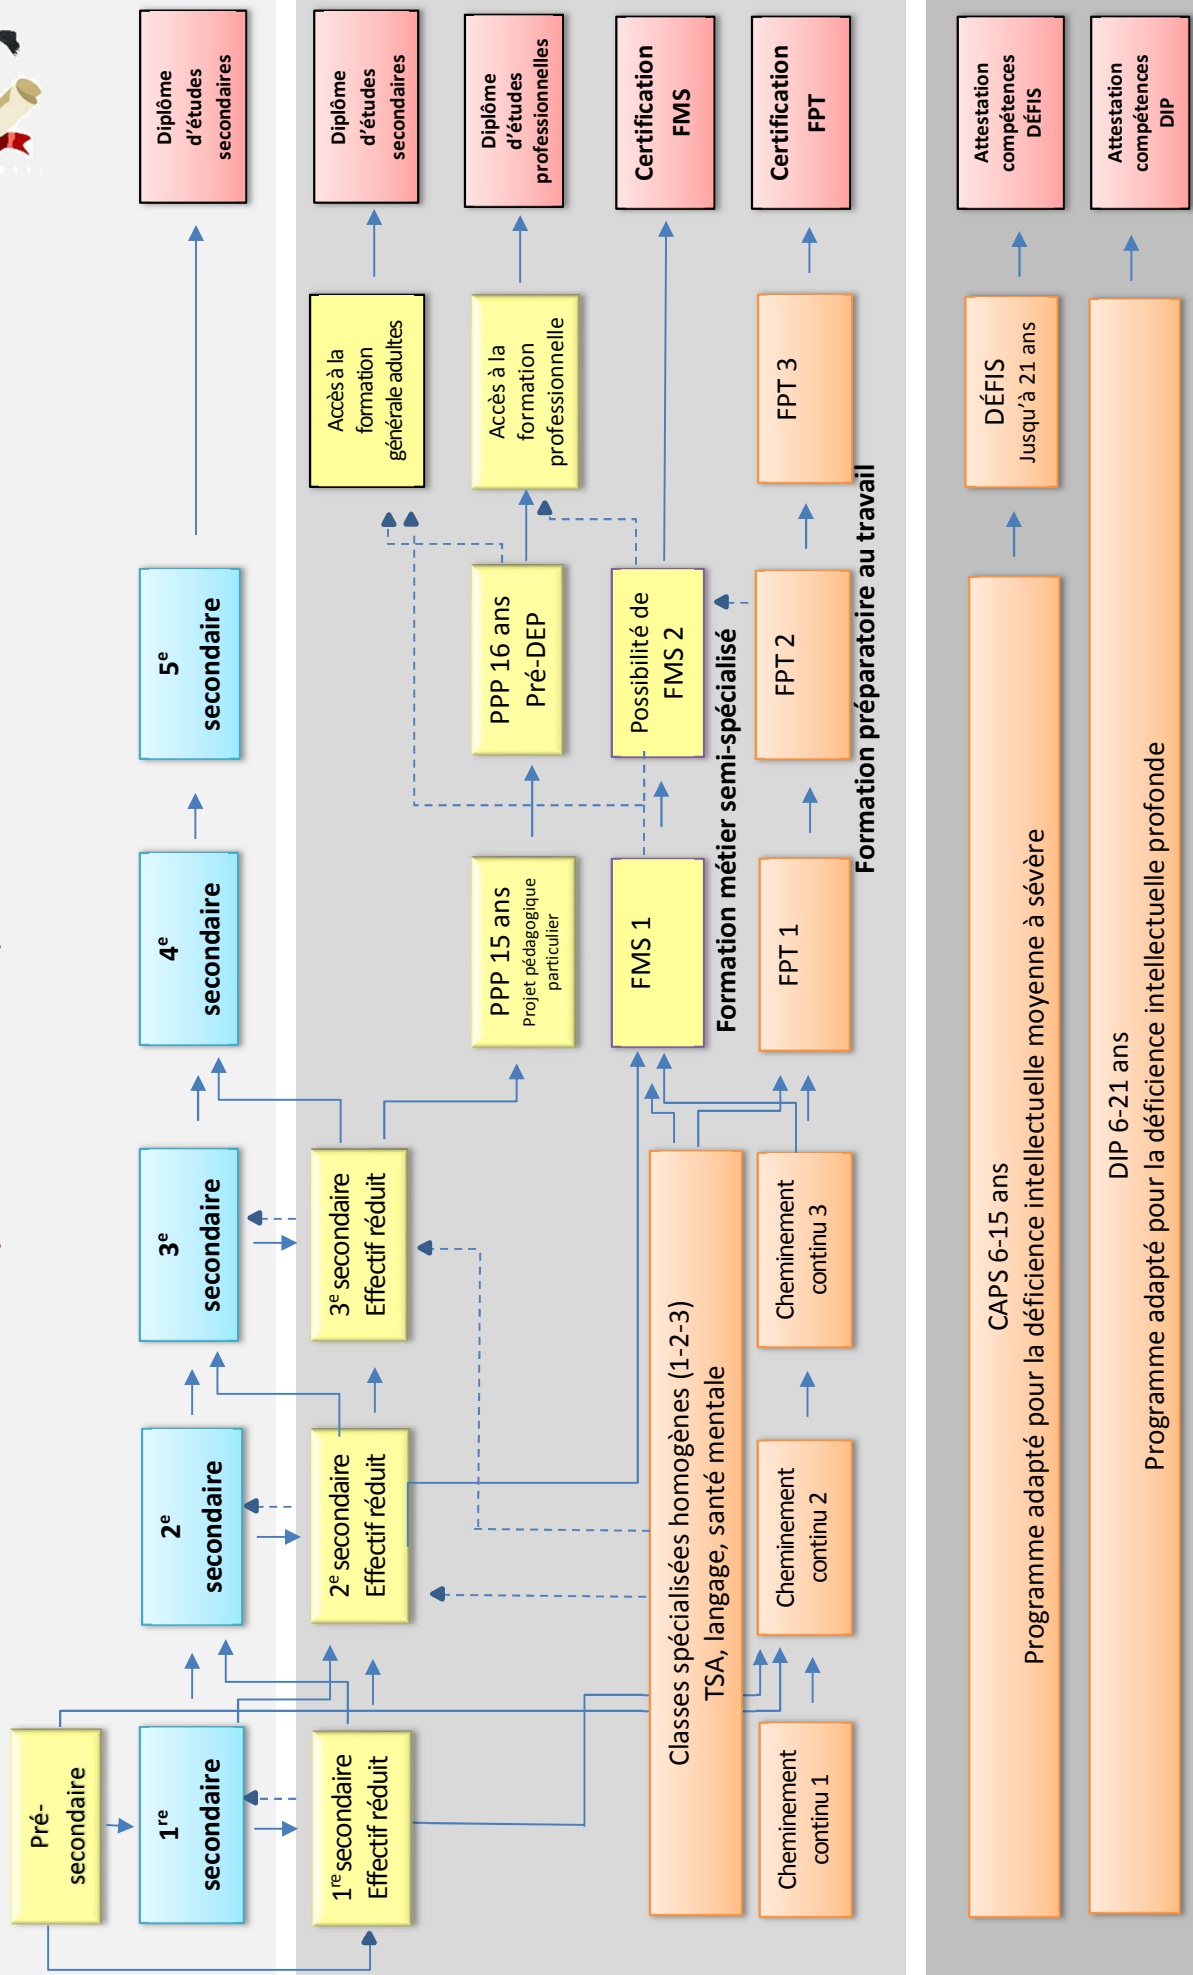 Pré-
secondaire
1re
secondaire
2e
secondaire
3e
secondaire
4e
secondaire
5e
secondaire
Diplôme
d'études
secondaires
1re secondaire
Effectif réduit
2e secondaire
Effectif réduit
3e secondaire
Effectif réduit
Accès à la
formation
générale adultes
Diplôme
d'études
secondaires
PPP 15 ans
Projet pédagogique
particulier
PPP 16 ans
Pré-DEP
Accès à la
formation
professionnelle
Diplôme
d'études
professionnelles
FMS 1
Possibilité de
FMS 2
Certification
FMS
Formation métier semi-spécialisé
Classes spécialisées homogènes (1-2-3)
TSA, langage, santé mentale
Cheminement
continu 1
Cheminement
continu 2
Cheminement
continu 3
FPT 1
FPT 2
FPT 3
Certification
FPT
Formation préparatoire au travail
CAPS 6-15 ans
Programme adapté pour la déficience intellectuelle moyenne à sévère
DÉFIS
Jusqu'à 21 ans
Attestation
compétences
DÉFIS
DIP 6-21 ans
Programme adapté pour la déficience intellectuelle profonde
Attestation
compétences
DIP